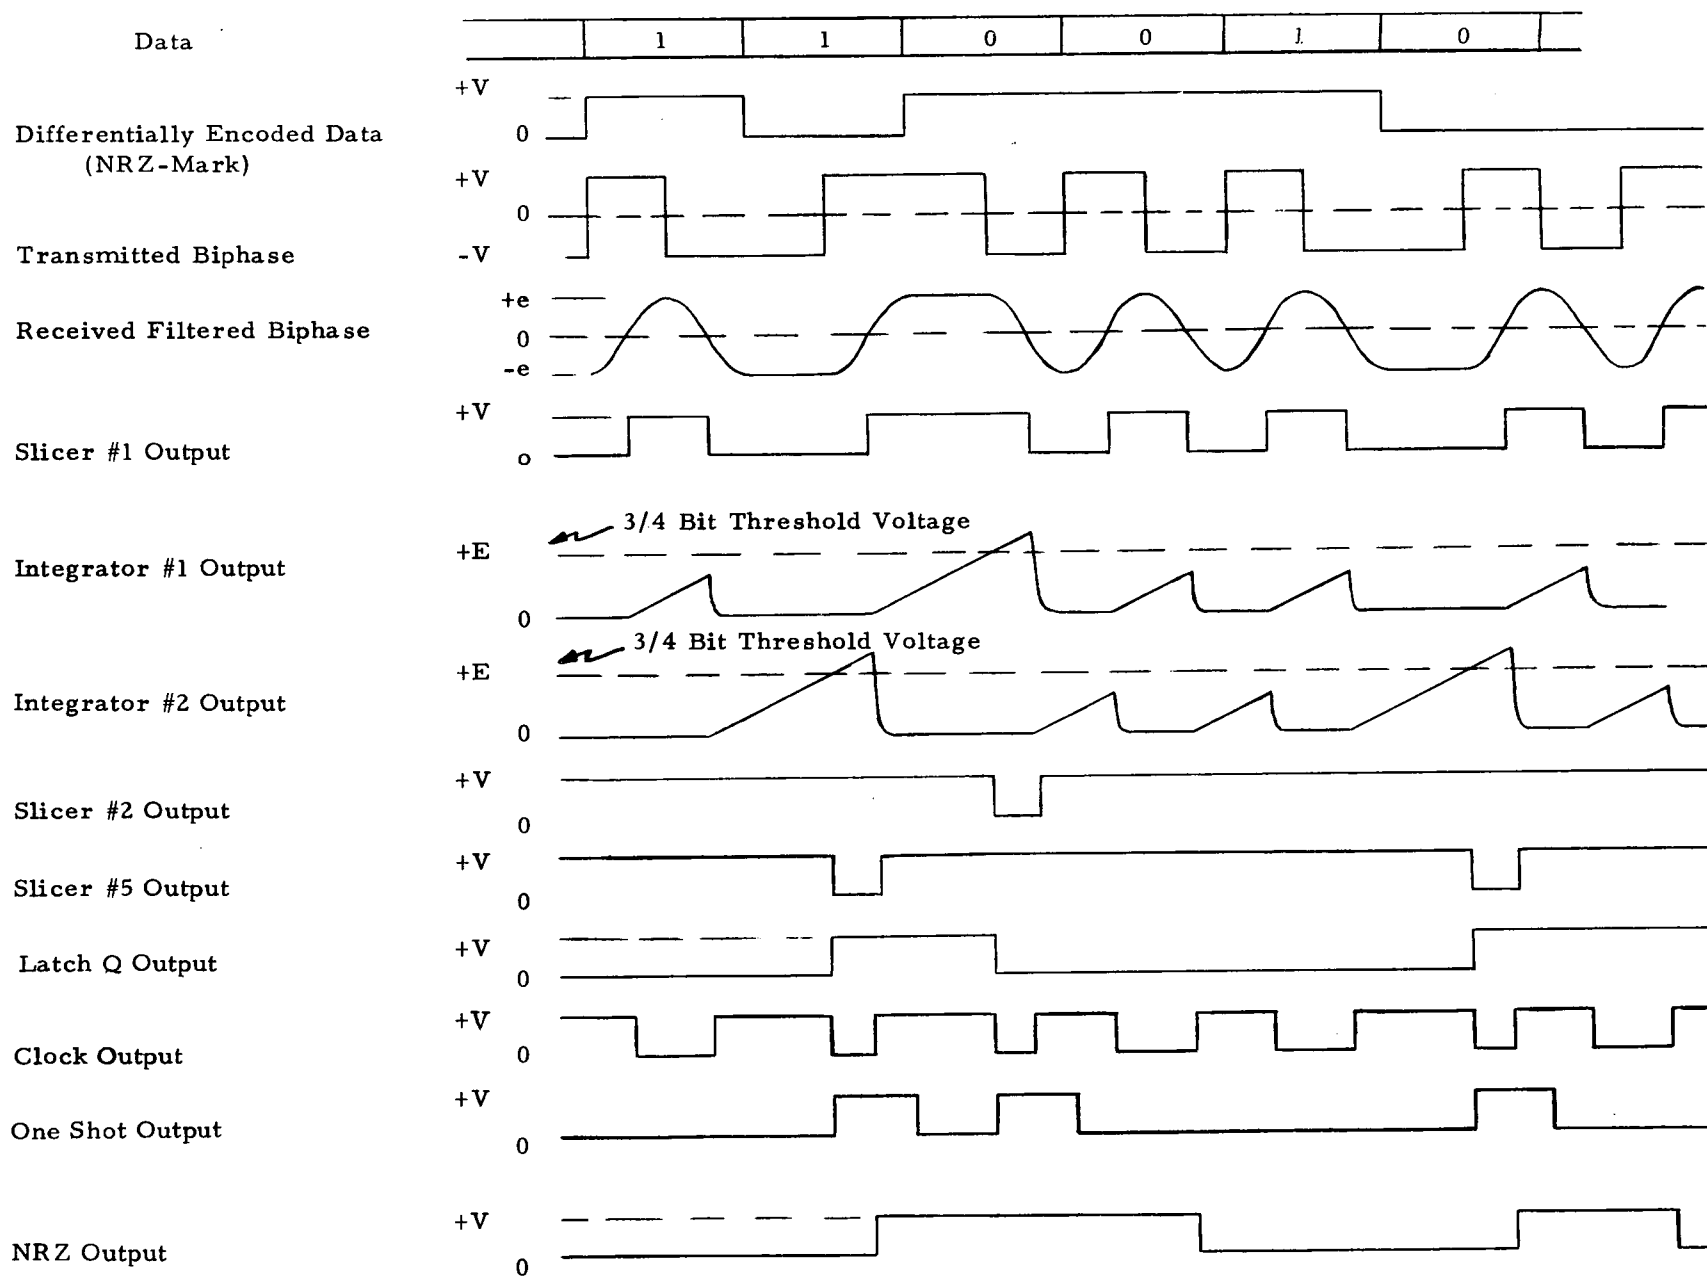 Data 1 1 0 0 1 0
+V
Differentially Encoded Data 0
(NRZ-Mark)
+V
0
Transmitted Biphase -V
+e
Received Filtered Biphase 0
-e
+V
Slicer #1 Output o
3/4 Bit Threshold Voltage
+E
Integrator #1 Output
0
3/4 Bit Threshold Voltage
+E
Integrator #2 Output
0
+V
Slicer #2 Output
0
+V
Slicer #5 Output
0
+V
Latch Q Output
0
+V
Clock Output 0
+V
One Shot Output
0
+V
NRZ Output
0